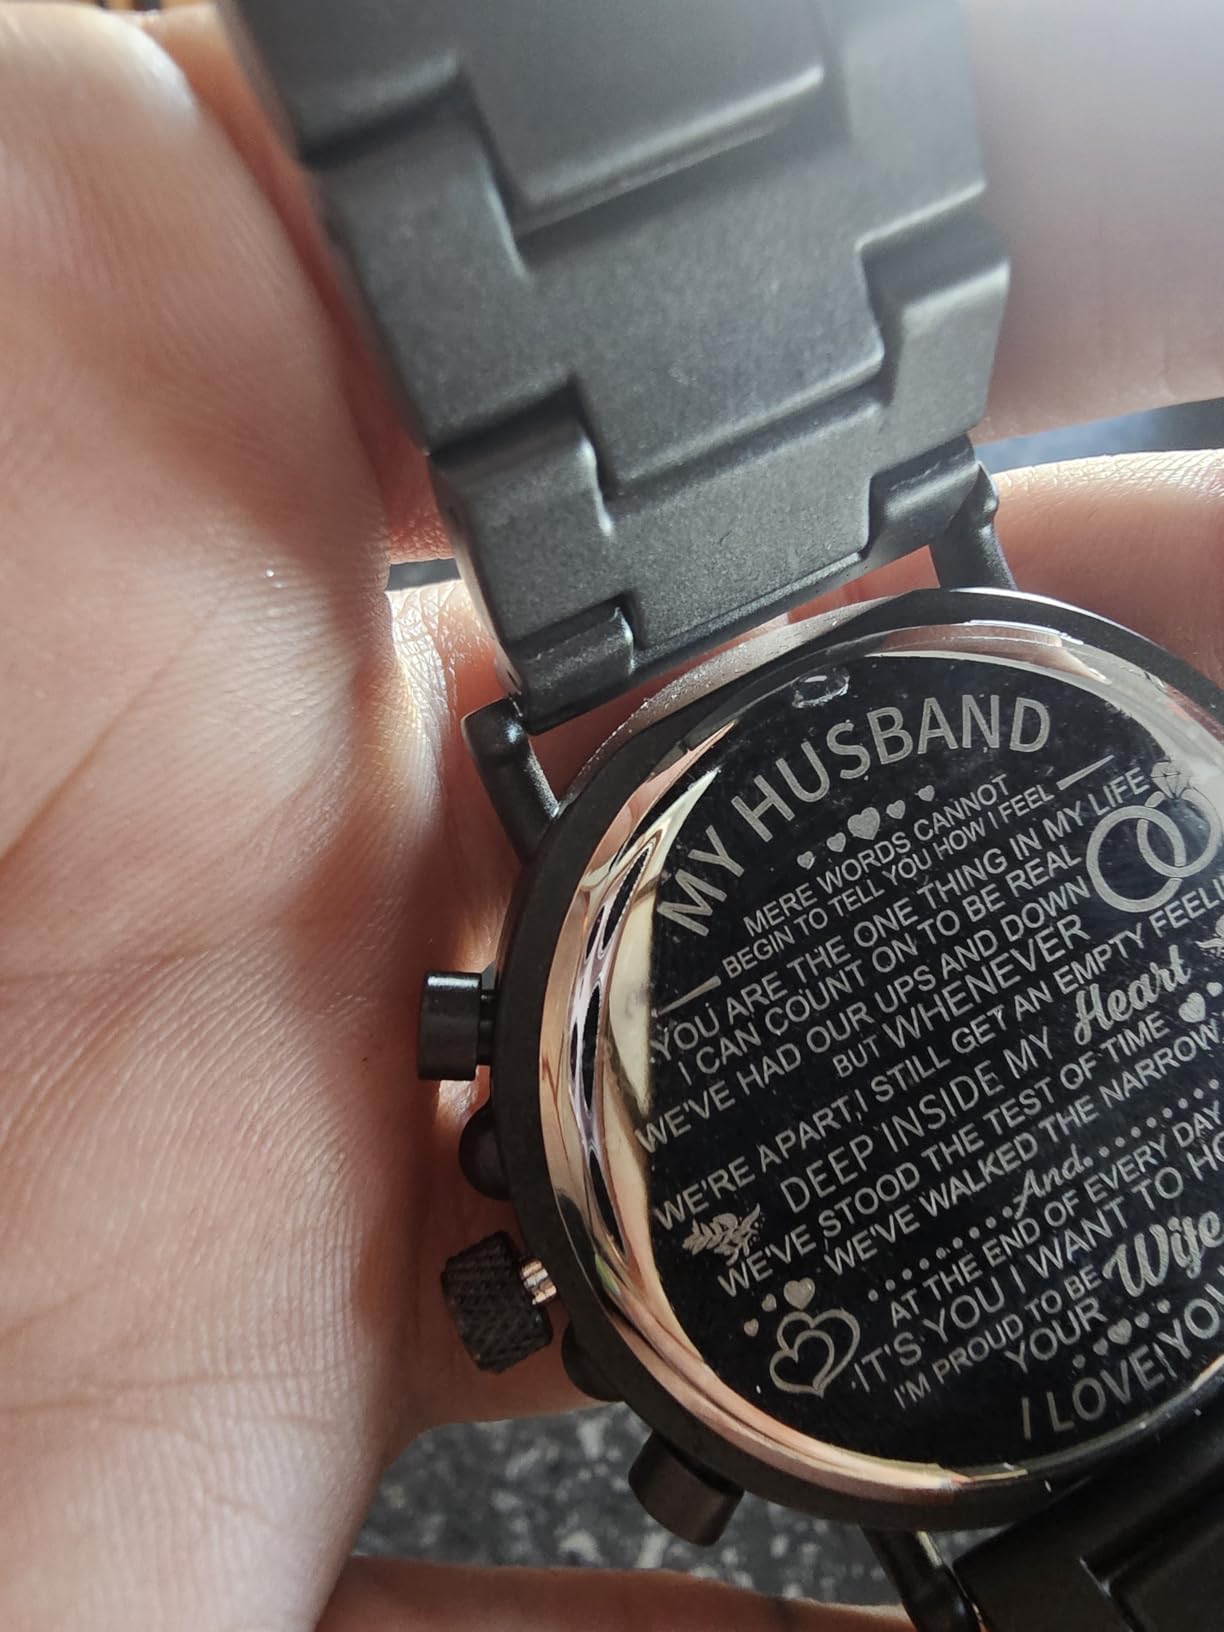 MY HUSBAND
MERE WORDS CANNOT
BEGIN TO TELL YOU HOW I FEEL
YOU ARE THE ONE THING IN MY LIFE
I CAN COUNT ON TO BE REAL
WE'VE HAD OUR UPS AND DOWN
BUT WHENEVER
WE'RE APART, I STILL GET AN EMPTY
DEEP INSIDE MY Heart
WE'VE STOOD THE TEST OF TIME
WE'VE WALKED THE NARROW
.......And.......
AT THE END OF EVERY DAY
IT'S YOU I WANT TO
I'M PROUD TO BE
YOUR Wife
I LOVE YOU